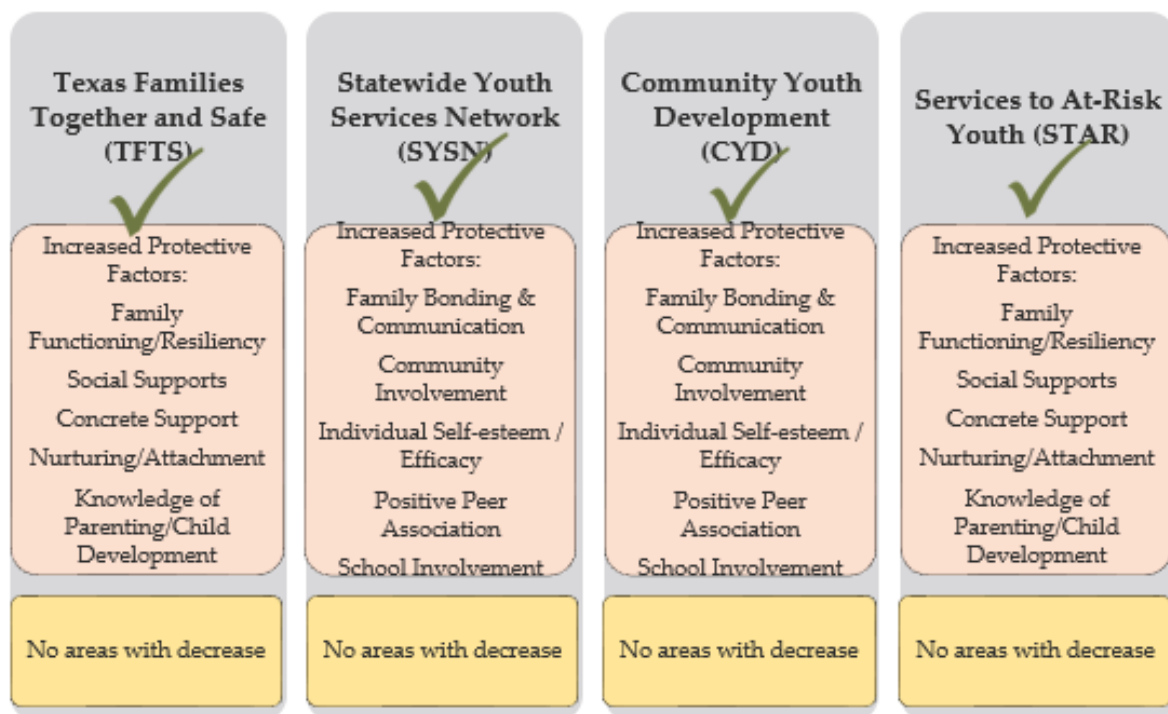 Texas Families
Together and Safe
(TFTS)
Increased Protective
Factors:
Family
Functioning/Resiliency
Social Supports
Concrete Support
Nurturing/Attachment
Knowledge of
Parenting/Child
Development
No areas with decrease
Statewide Youth
Services Network
(SYSN)
Increased Protective
Factors:
Family Bonding &
Communication
Community
Involvement
Individual Self-esteem /
Efficacy
Positive Peer
Association
School Involvement
No areas with decrease
Community Youth
Development
(CYD)
Increased Protective
Factors:
Family Bonding &
Communication
Community
Involvement
Individual Self-esteem /
Efficacy
Positive Peer
Association
School Involvement
No areas with decrease
Services to At-Risk
Youth (STAR)
Increased Protective
Factors:
Family
Functioning/Resiliency
Social Supports
Concrete Support
Nurturing/Attachment
Knowledge of
Parenting/Child
Development
No areas with decrease